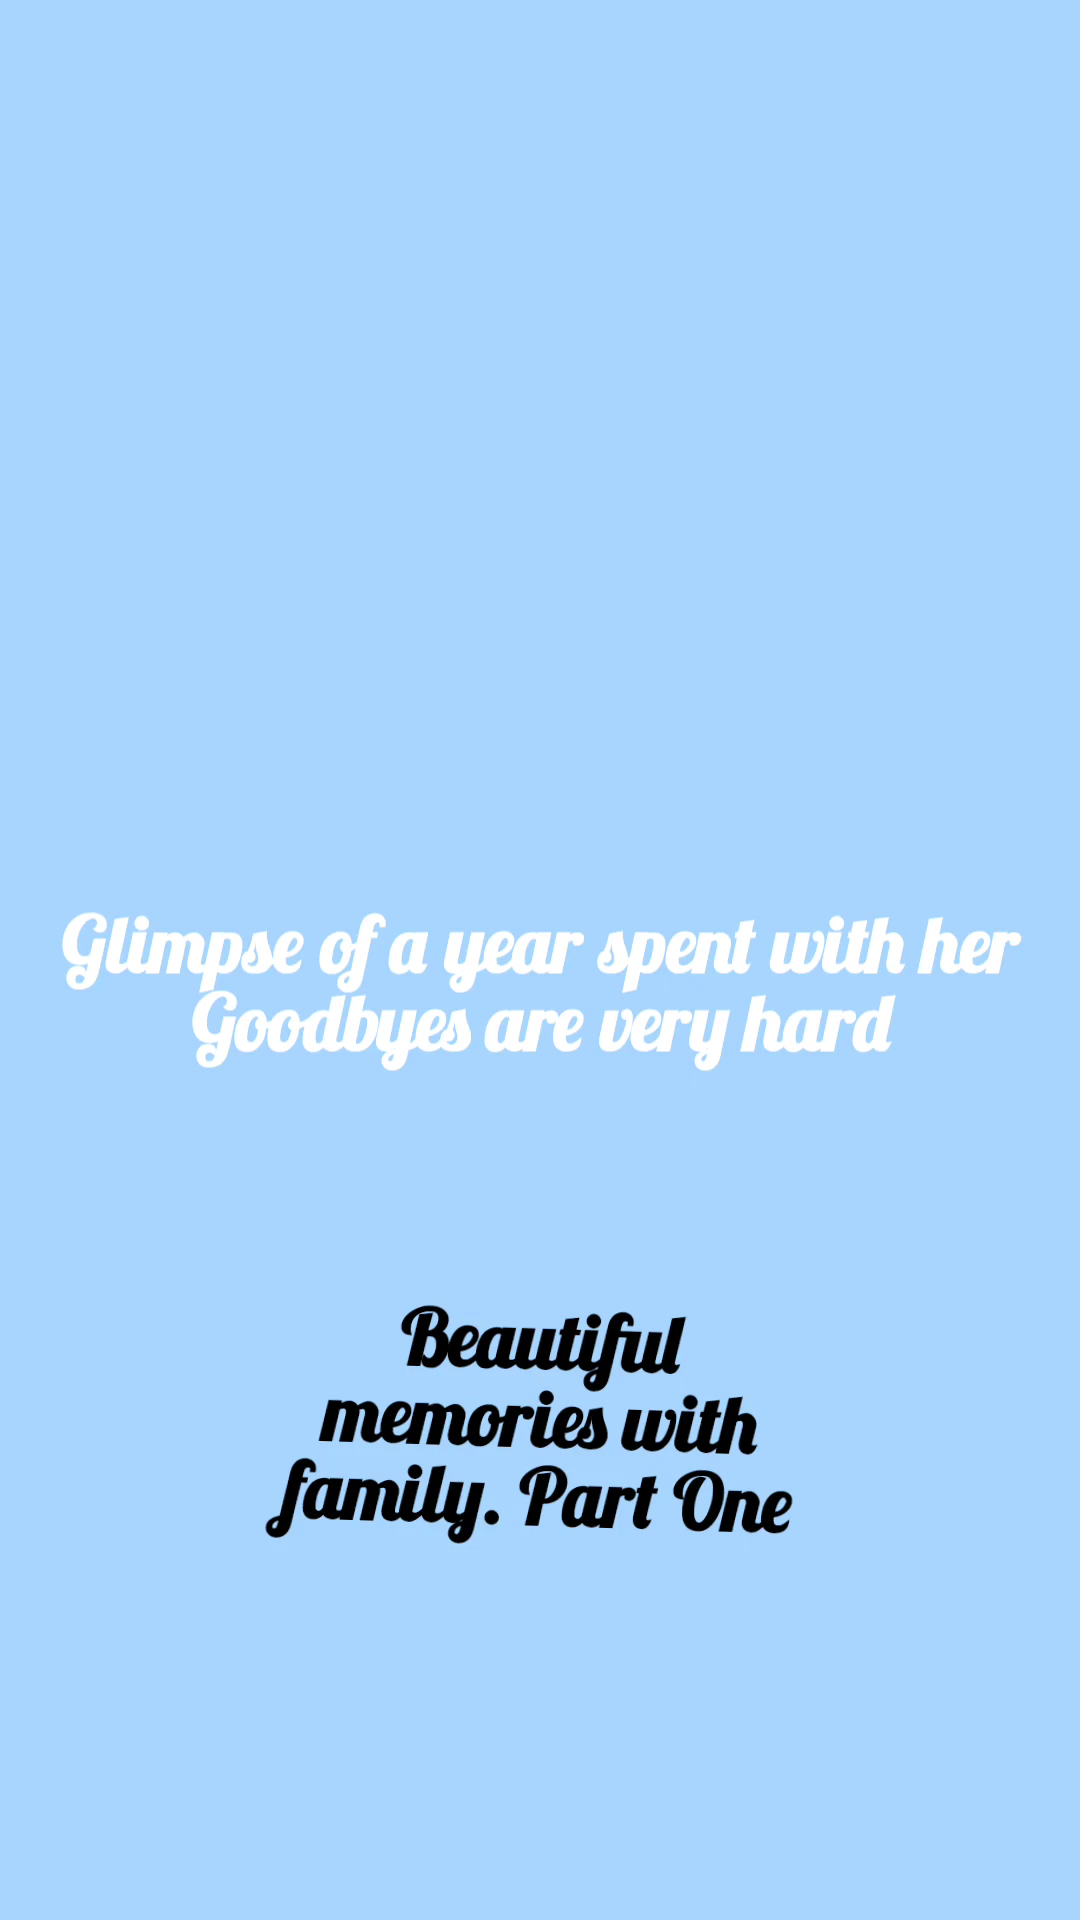 Glimpse of a year spent with her
Goodbyes are very hard
Beautiful
memories with
family. Part One